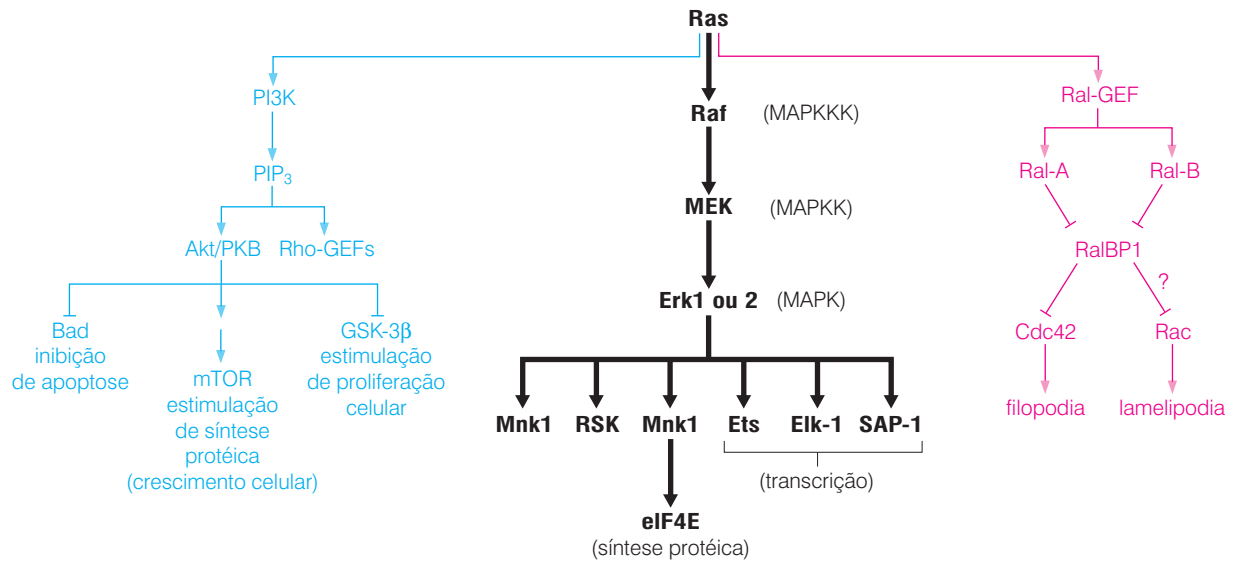 Ras
PI3K
PIP3
Akt/PKB Rho-GEFs
Bad
inibição
de apoptose
mTOR
estimulação
de síntese
protéica
(crescimento celular)
GSK-3β
estimulação
de proliferação
celular
Raf (MAPKKK)
MEK (MAPKK)
Erk1 ou 2 (MAPK)
Mnk1 RSK Mnk1 Ets Elk-1 SAP-1
(transcrição)
eIF4E
(síntese protéica)
Ral-GEF
Ral-A Ral-B
RalBP1
?
Cdc42 Rac
filopodia lamelipodia